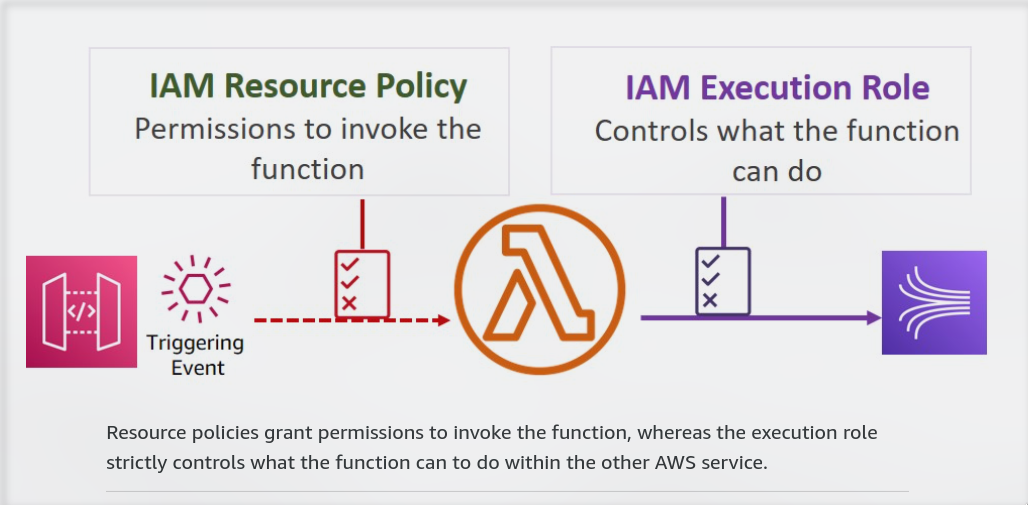 IAM Resource Policy
Permissions to invoke the
function
IAM Execution Role
Controls what the function
can do
</>
Triggering
Event
Resource policies grant permissions to invoke the function, whereas the execution role
strictly controls what the function can to do within the other AWS service.